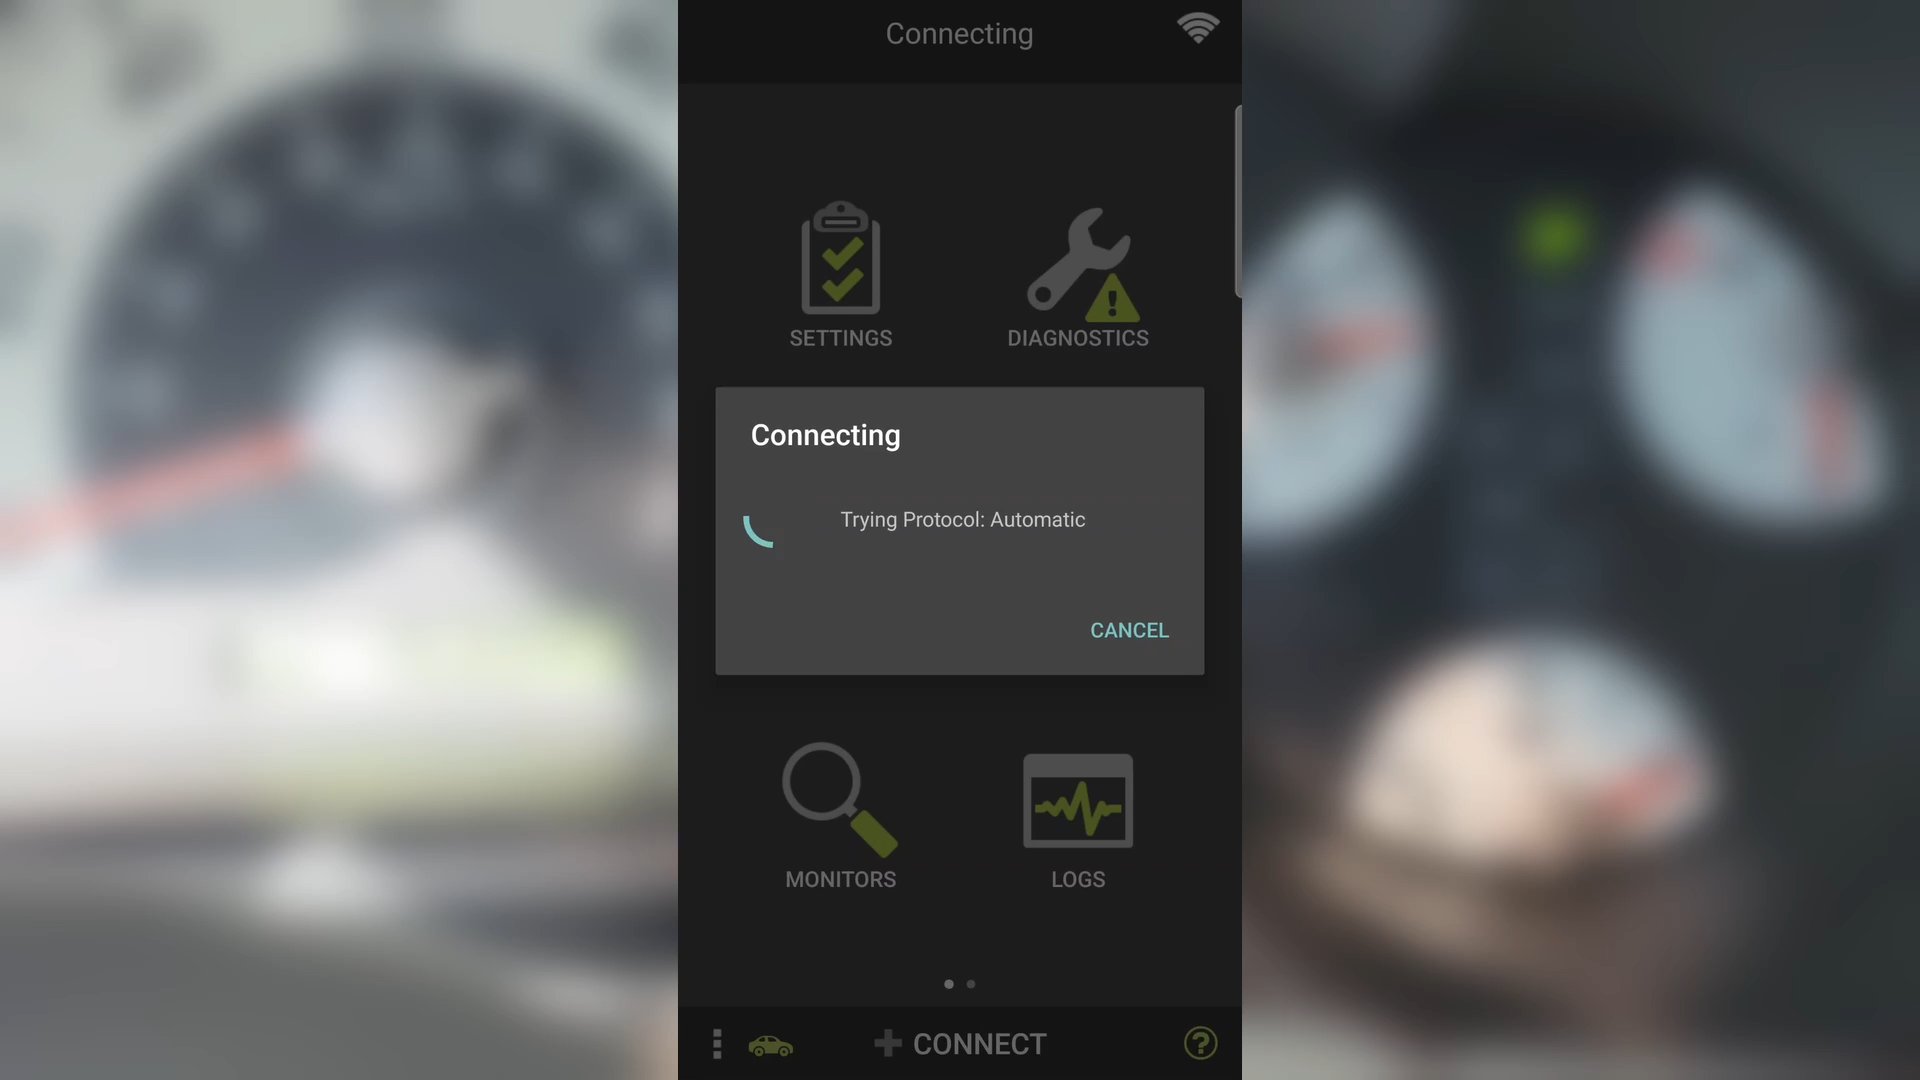 Connecting
SETTINGS
DIAGNOSTICS
Connecting
Trying Protocol: Automatic
CANCEL
MONITORS
LOGS
CONNECT